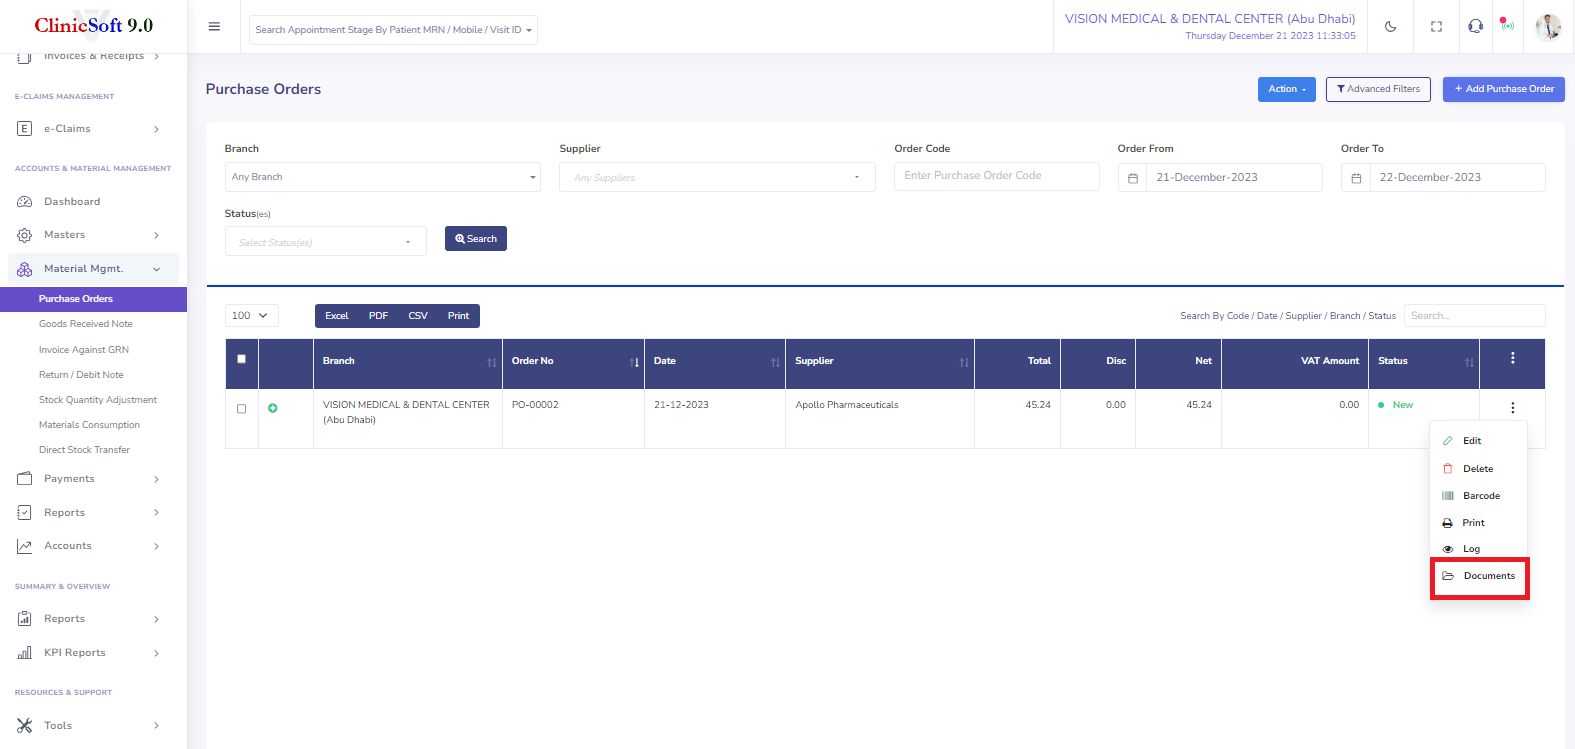 ClinicSoft 9.0
Search Appointment Stage By Patient MRN / Mobile / Visit ID
VISION MEDICAL & DENTAL CENTER (Abu Dhabi)
Thursday December 21 2023 11:33:05
Invoices & Receipts
E-CLAIMS MANAGEMENT
e-Claims
ACCOUNTS & MATERIAL MANAGEMENT
Dashboard
Masters
Material Mgmt.
Purchase Orders
Goods Received Note
Invoice Against GRN
Return / Debit Note
Stock Quantity Adjustment
Materials Consumption
Direct Stock Transfer
Payments
Reports
Accounts
SUMMARY & OVERVIEW
Reports
KPI Reports
RESOURCES & SUPPORT
Tools
Purchase Orders
Action
Advanced Filters
+ Add Purchase Order
Branch
Supplier
Order Code
Order From
Order To
Any Branch
Any Suppliers
Enter Purchase Order Code
21-December-2023
22-December-2023
Status(es)
Select Status(es)
Search
100
Excel PDF CSV Print
Search By Code / Date / Supplier / Branch / Status
Search...
Branch Order No Date Supplier Total Disc Net VAT Amount Status
VISION MEDICAL & DENTAL CENTER (Abu Dhabi) PO-00002 21-12-2023 Apollo Pharmaceuticals 45.24 0.00 45.24 0.00 New
Edit
Delete
Barcode
Print
Log
Documents